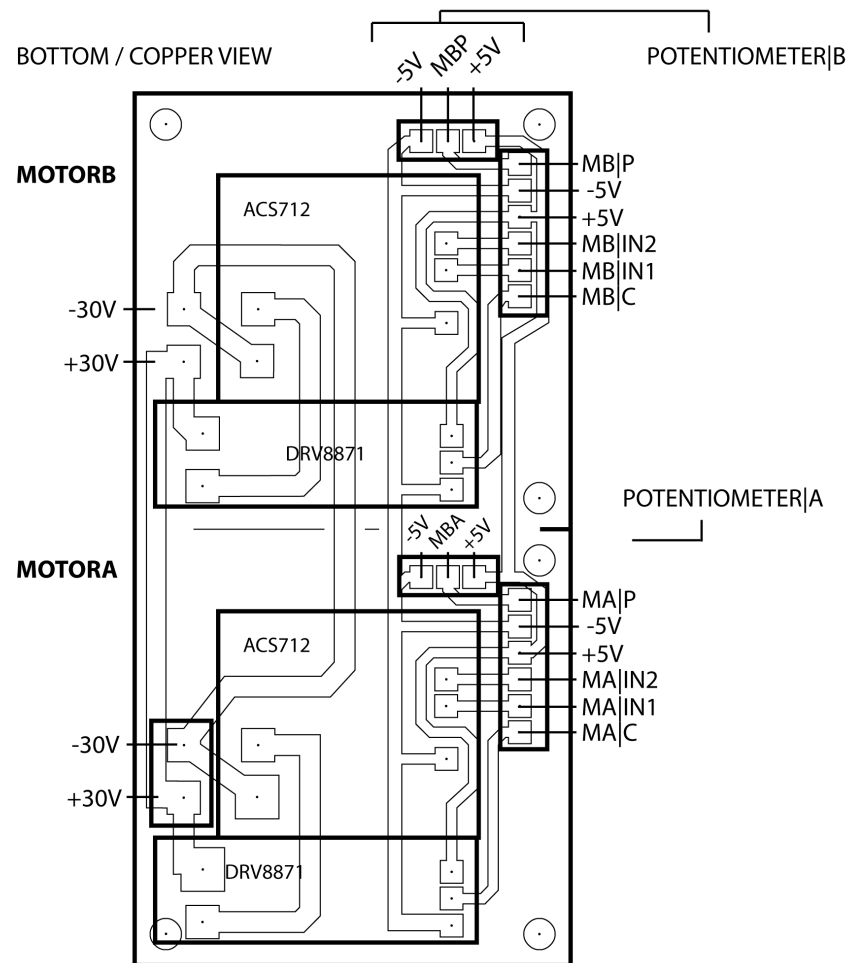 BOTTOM / COPPER VIEW
-5V
MBP
+5V
POTENTIOMETER|B
MOTORB
ACS712
MB|P
-5V
+5V
MB|IN2
MB|IN1
MB|C
-30V
+30V
DRV8871
POTENTIOMETER|A
-5V
MBA
+5V
MOTORA
ACS712
MA|P
-5V
+5V
MA|IN2
MA|IN1
MA|C
-30V
+30V
DRV8871